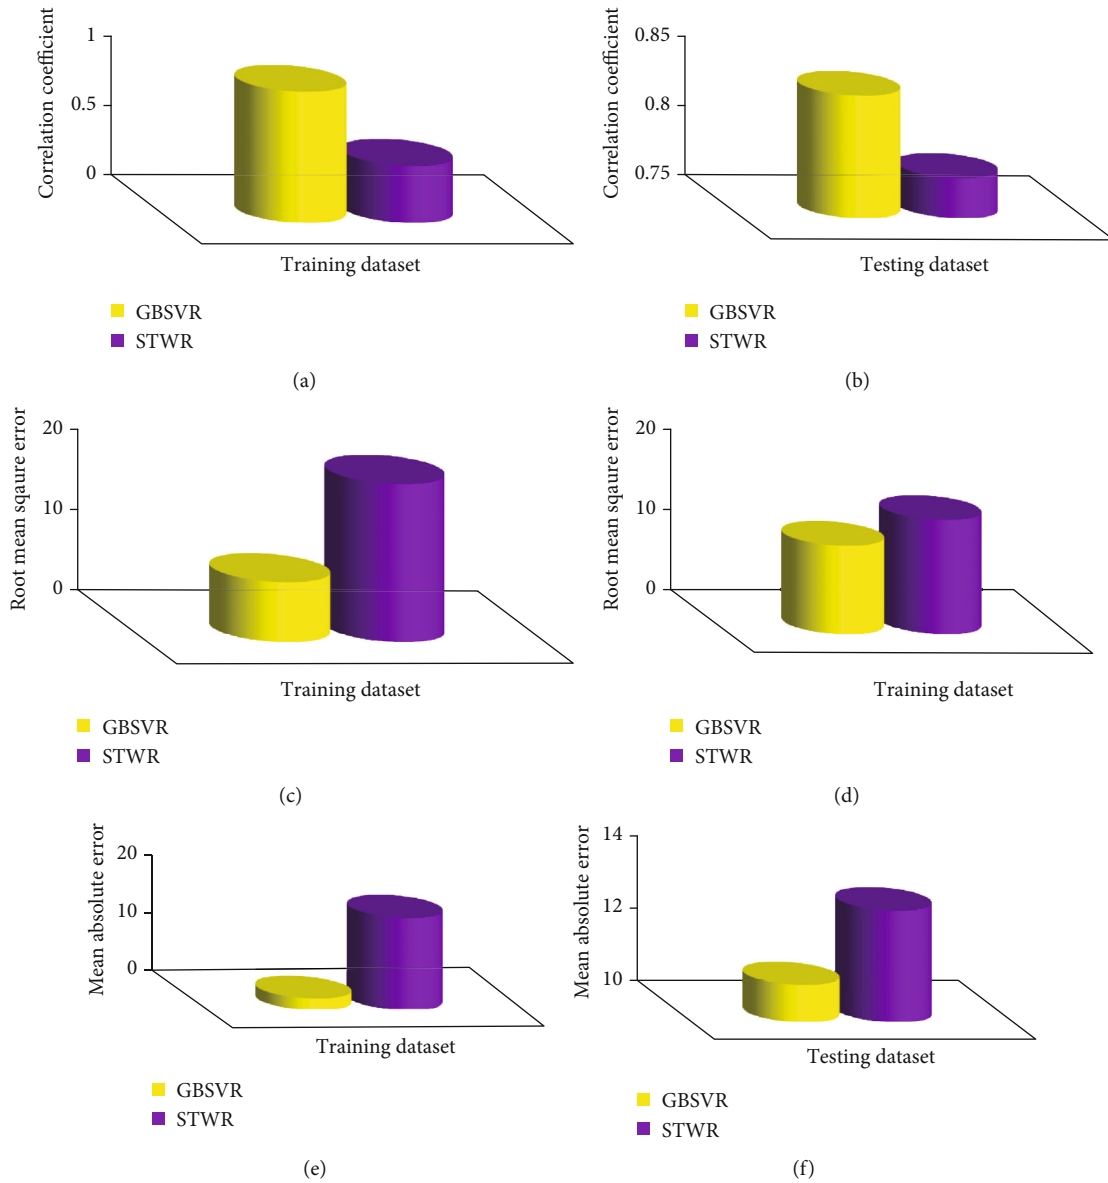 Correlation coefficient
1
0.5
0
Training dataset
GBSVR
STWR
(a)
Correlation coefficient
0.85
0.8
0.75
Testing dataset
GBSVR
STWR
(b)
Root mean sqaure error
20
10
0
Training dataset
GBSVR
STWR
(c)
Root mean sqaure error
20
10
0
Training dataset
GBSVR
STWR
(d)
Mean absolute error
20
10
0
Training dataset
GBSVR
STWR
(e)
Mean absolute error
14
12
10
Testing dataset
GBSVR
STWR
(f)